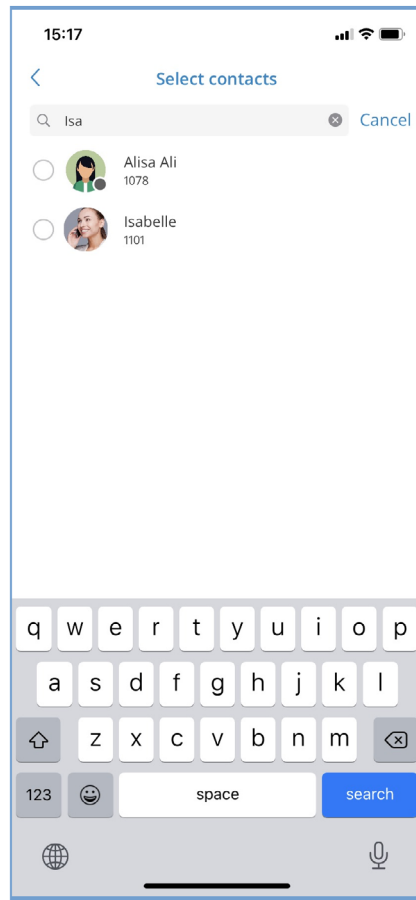 15:17
Select contacts
Isa Cancel
Alisa Ali
1078
Isabelle
1101
q w e r t y u i o p
a s d f g h j k l
z x c v b n m
123 space search